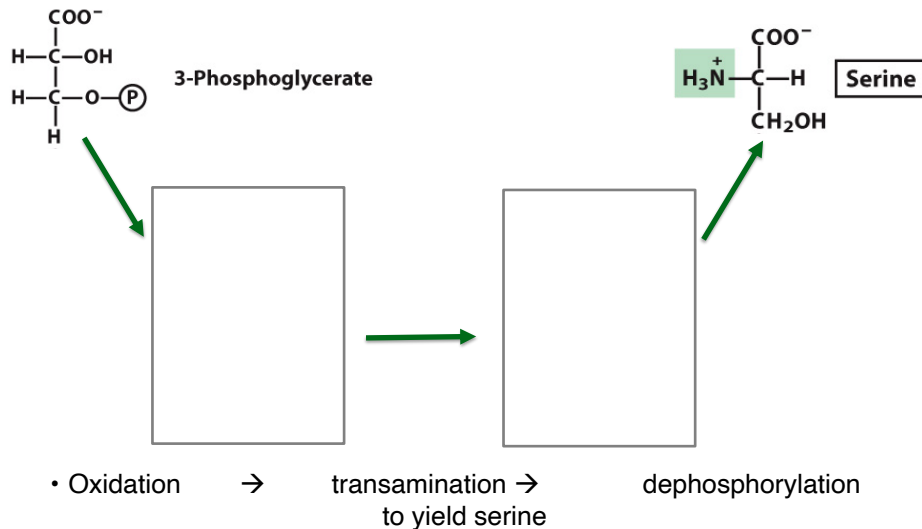 COO⁻
H—C—OH
H—C—O—P
H
3-Phosphoglycerate
COO⁻
H₃N⁺—C—H
CH₂OH
Serine
• Oxidation → transamination → dephosphorylation
to yield serine